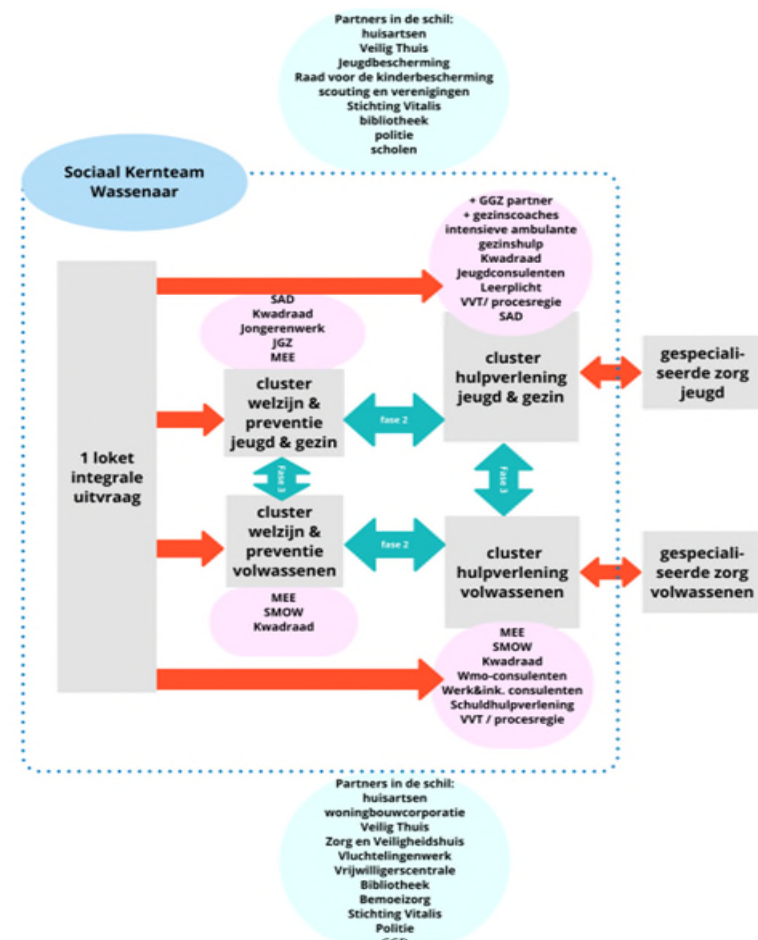 Partners in de schil:
huisartsen
Veilig Thuis
Jeugdbescherming
Raad voor de kinderbescherming
scouting en verenigingen
Stichting Vitalis
bibliotheek
politie
scholen
Sociaal Kernteam
Wassenaar
+ GGZ partner
+ gezinscoaches
intensieve ambulante
gezinshulp
Kwadraad
Jeugdconsulenten
Leerplicht
VVT/ procesregie
SAD
SAD
Kwadraad
Jongerenwerk
JGZ
MEE
cluster
welzijn &
preventie
jeugd & gezin
fase 2
cluster
hulpverlening
jeugd & gezin
gespeciali-
seerde zorg
jeugd
1 loket
integrale
uitvraag
Fase 3
Fase 3
cluster
welzijn &
preventie
volwassenen
fase 2
cluster
hulpverlening
volwassenen
gespeciali-
seerde zorg
volwassenen
MEE
SMOW
Kwadraad
MEE
SMOW
Kwadraad
Wmo-consulenten
Werk&ink. consulenten
Schuldhulpverlening
VVT / procesregie
Partners in de schil:
huisartsen
woningbouwcorporatie
Veilig Thuis
Zorg en Veiligheidshuis
Vluchtelingenwerk
Vrijwilligerscentrale
Bibliotheek
Bemoeizorg
Stichting Vitalis
Politie